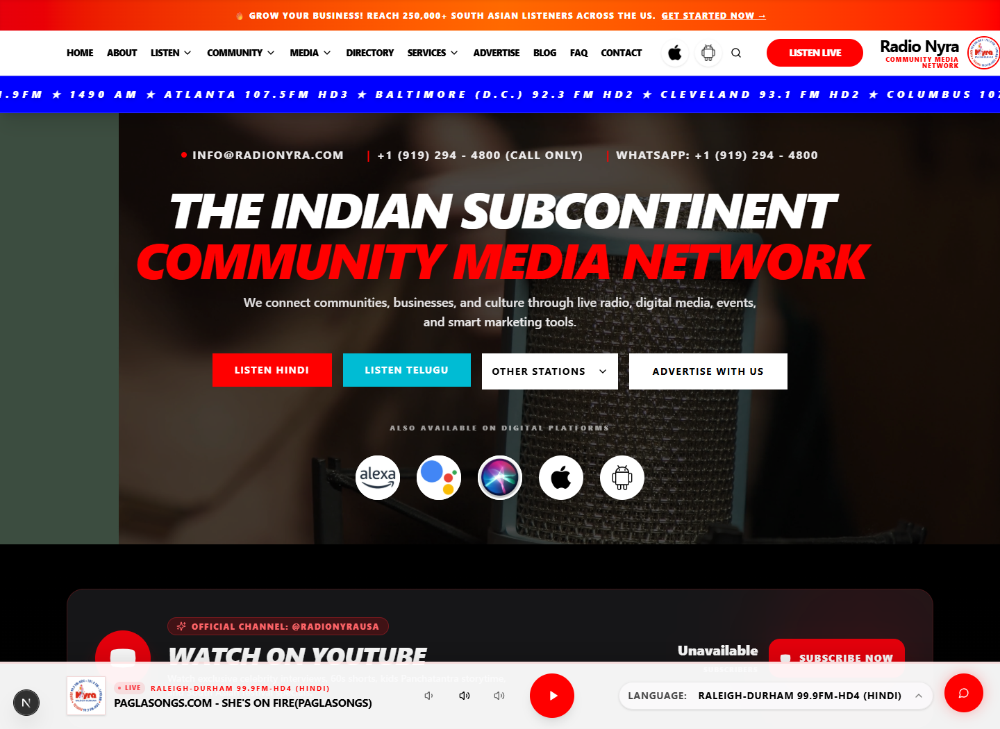 GROW YOUR BUSINESS! REACH 250,000+ SOUTH ASIAN LISTENERS ACROSS THE US. GET STARTED NOW →
HOME ABOUT LISTEN COMMUNITY MEDIA DIRECTORY SERVICES ADVERTISE BLOG FAQ CONTACT LISTEN LIVE
Radio Nyra
COMMUNITY MEDIA
NETWORK
Nyra
.9FM ★ 1490 AM ★ ATLANTA 107.5FM HD3 ★ BALTIMORE (D.C.) 92.3 FM HD2 ★ CLEVELAND 93.1 FM HD2 ★ COLUMBUS 107
INFO@RADIONYRA.COM | +1 (919) 294 - 4800 (CALL ONLY) | WHATSAPP: +1 (919) 294 - 4800
THE INDIAN SUBCONTINENT
COMMUNITY MEDIA NETWORK
We connect communities, businesses, and culture through live radio, digital media, events,
and smart marketing tools.
LISTEN HINDI LISTEN TELUGU OTHER STATIONS ADVERTISE WITH US
ALSO AVAILABLE ON DIGITAL PLATFORMS
alexa
OFFICIAL CHANNEL: @RADIONYRAUSA
WATCH ON YOUTUBE
Watch exclusive celebrity interviews, 60s shorts, kids Panchatantra storytime,
Unavailable
SUBSCRIBERS
SUBSCRIBE NOW
Nyra
LIVE RALEIGH-DURHAM 99.9FM-HD4 (HINDI)
PAGLASONGS.COM - SHE'S ON FIRE(PAGLASONGS)
LANGUAGE: RALEIGH-DURHAM 99.9FM-HD4 (HINDI)
N